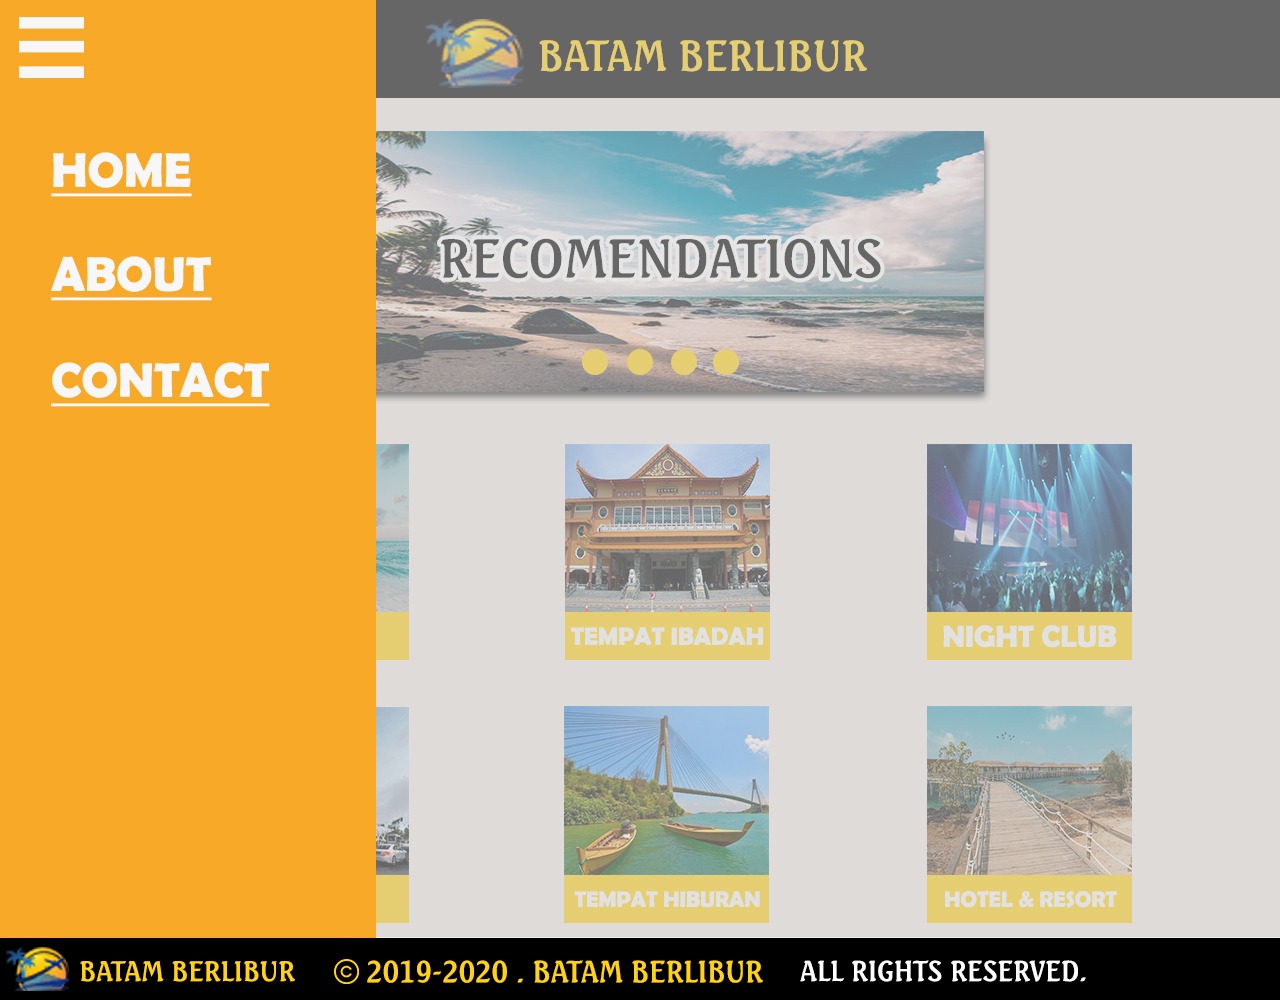 BATAM BERLIBUR
HOME
ABOUT
CONTACT
RECOMENDATIONS
TEMPAT IBADAH
NIGHT CLUB
TEMPAT HIBURAN
HOTEL & RESORT
BATAM BERLIBUR
© 2019-2020 . BATAM BERLIBUR
ALL RIGHTS RESERVED.